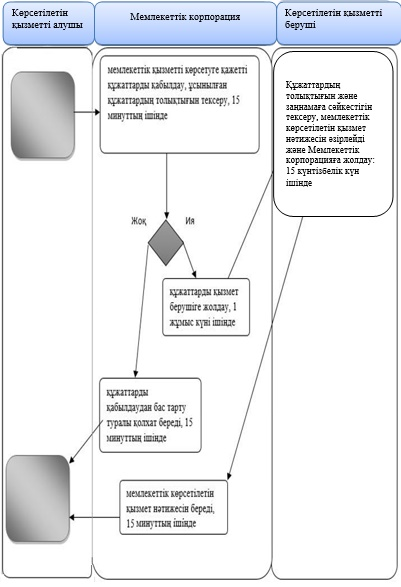 Көрсетілетін
қызметті алушы
Мемлекеттік корпорация
Көрсетілетін қызметті
беруші
мемлекеттік қызметті көрсетуге қажетті
құжаттарды қабылдау, ұсынылған
құжаттардың толықтығын тексеру, 15
минуттың ішінде
Құжаттардың
толықтығын және
заңнамаға сәйкестігін
тексеру, мемлекеттік
көрсетілетін қызмет
нәтижесін әзірлейді
және Мемлекеттік
корпорацияға жолдау:
15 күнтізбелік күн
ішінде
Жоқ
Ия
құжаттарды қызмет
берушіге жолдау, 1
жұмыс күні ішінде
құжаттарды
қабылдаудан бас тарту
туралы қолхат береді, 15
минуттың ішінде
мемлекеттік көрсетілетін
қызмет нәтижесін береді,
15 минуттың ішінде